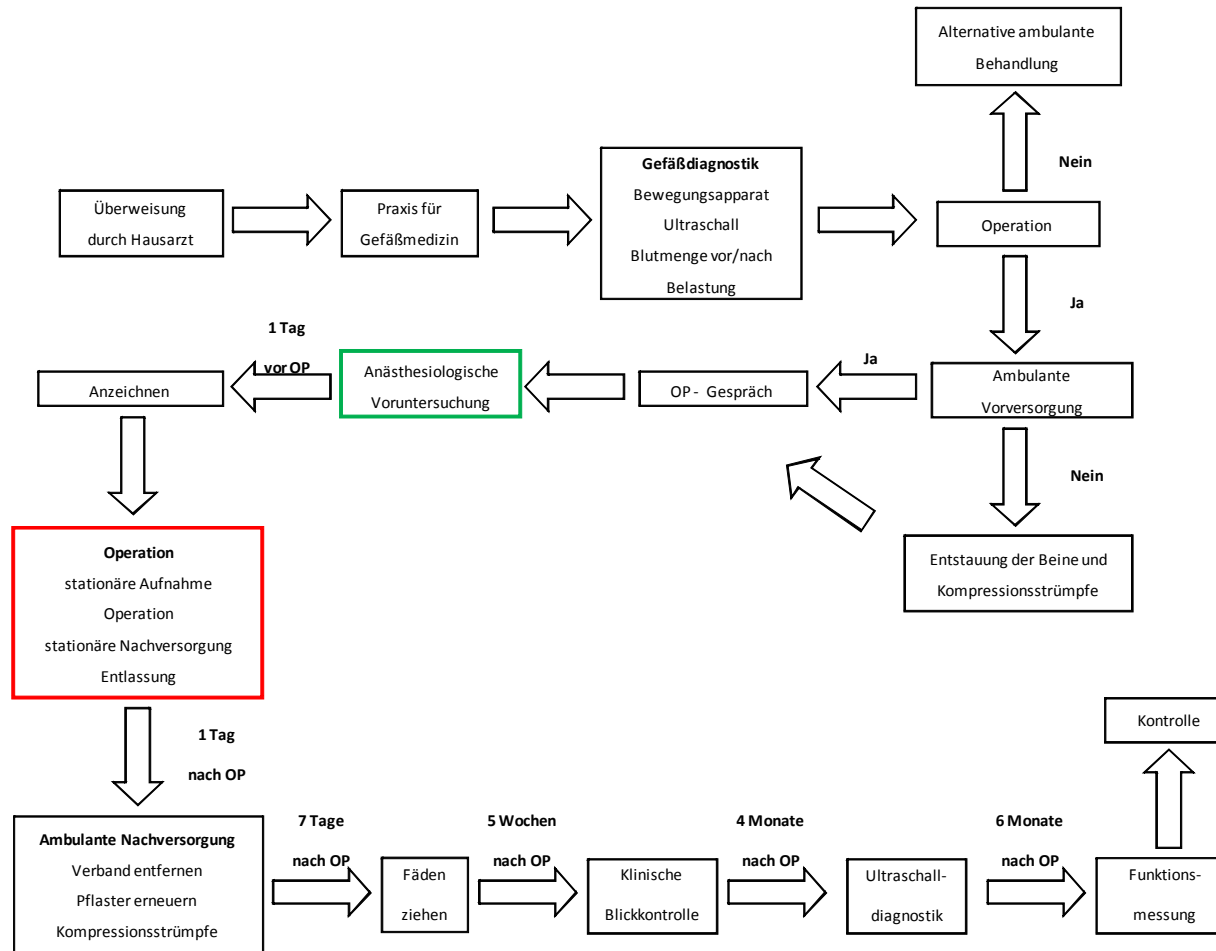 Alternative ambulante
Behandlung
Nein
Überweisung
durch Hausarzt
Praxis für
Gefäßmedizin
Gefäßdiagnostik
Bewegungsapparat
Ultraschall
Blutmenge vor/nach
Belastung
Operation
Ja
1 Tag
vor OP
Anzeichnen
Anästhesiologische
Voruntersuchung
OP - Gespräch
Ja
Ambulante
Vorversorgung
Nein
Entstauung der Beine und
Kompressionsstrümpfe
Operation
stationäre Aufnahme
Operation
stationäre Nachversorgung
Entlassung
1 Tag
nach OP
Ambulante Nachversorgung
Verband entfernen
Pflaster erneuern
Kompressionsstrümpfe
7 Tage
nach OP
Fäden
ziehen
5 Wochen
nach OP
Klinische
Blickkontrolle
4 Monate
nach OP
Ultraschall-
diagnostik
6 Monate
nach OP
Funktions-
messung
Kontrolle